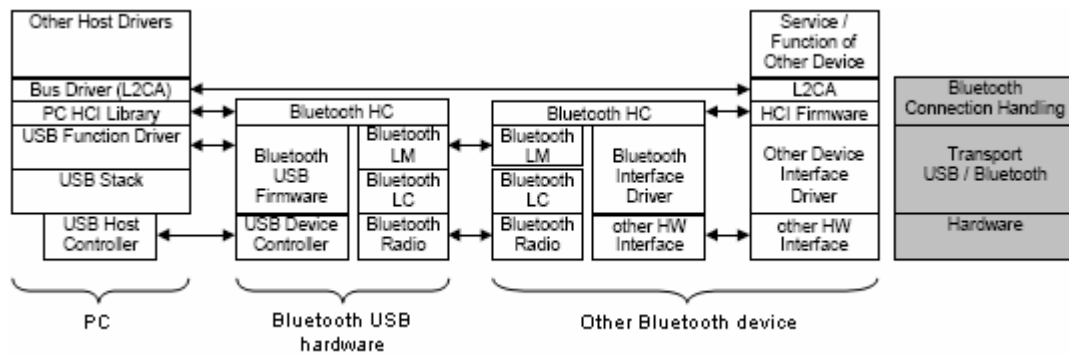 Other Host Drivers
Bus Driver (L2CA)
PC HCI Library
USB Function Driver
USB Stack
USB Host
Controller
PC
Bluetooth HC
Bluetooth
USB
Firmware
USB Device
Controller
Bluetooth
LM
Bluetooth
LC
Bluetooth
Radio
Bluetooth USB
hardware
Bluetooth HC
Bluetooth
LM
Bluetooth
LC
Bluetooth
Radio
Bluetooth
Interface
Driver
other HW
Interface
Service /
Function of
Other Device
L2CA
HCI Firmware
Other Device
Interface
Driver
other HW
Interface
Other Bluetooth device
Bluetooth
Connection Handling
Transport
USB / Bluetooth
Hardware